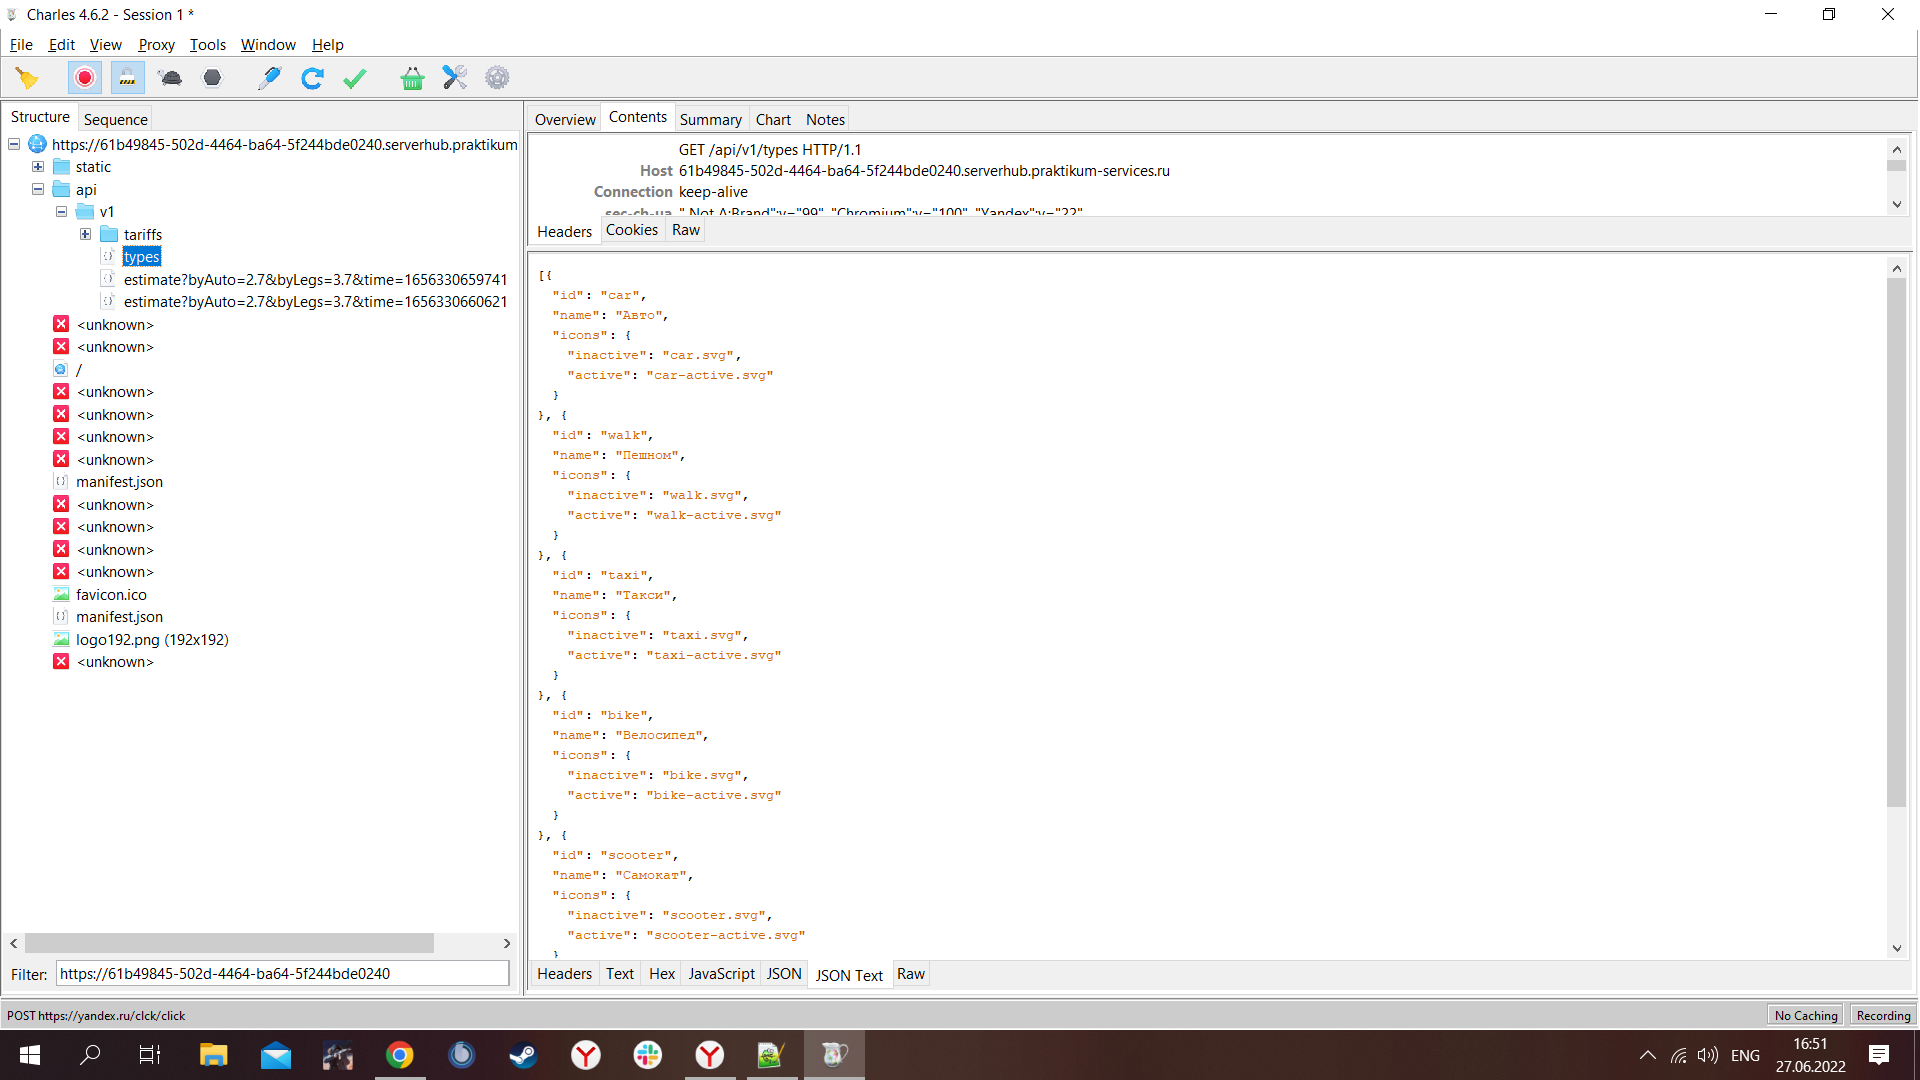 Charles 4.6.2 - Session 1 *
File Edit View Proxy Tools Window Help
Structure Sequence
https://61b49845-502d-4464-ba64-5f244bde0240.serverhub.praktikum
static
api
v1
tariffs
types
estimate?byAuto=2.7&byLegs=3.7&time=1656330659741
estimate?byAuto=2.7&byLegs=3.7&time=1656330660621
<unknown>
<unknown>
/
<unknown>
<unknown>
<unknown>
<unknown>
manifest.json
<unknown>
<unknown>
<unknown>
<unknown>
favicon.ico
manifest.json
logo192.png (192x192)
<unknown>
Filter: https://61b49845-502d-4464-ba64-5f244bde0240
Overview Contents Summary Chart Notes
GET /api/v1/types HTTP/1.1
Host 61b49845-502d-4464-ba64-5f244bde0240.serverhub.praktikum-services.ru
Connection keep-alive
sec-ch-ua " Not A;Brand";v="99", "Chromium";v="100", "Yandex";v="22"
Headers Cookies Raw
[{
"id": "car",
"name": "Авто",
"icons": {
"inactive": "car.svg",
"active": "car-active.svg"
}
}, {
"id": "walk",
"name": "Пешном",
"icons": {
"inactive": "walk.svg",
"active": "walk-active.svg"
}
}, {
"id": "taxi",
"name": "Такси",
"icons": {
"inactive": "taxi.svg",
"active": "taxi-active.svg"
}
}, {
"id": "bike",
"name": "Велосипед",
"icons": {
"inactive": "bike.svg",
"active": "bike-active.svg"
}
}, {
"id": "scooter",
"name": "Самокат",
"icons": {
"inactive": "scooter.svg",
"active": "scooter-active.svg"
}
Headers Text Hex JavaScript JSON JSON Text Raw
POST https://yandex.ru/clck/click
No Caching Recording
ENG
16:51
27.06.2022